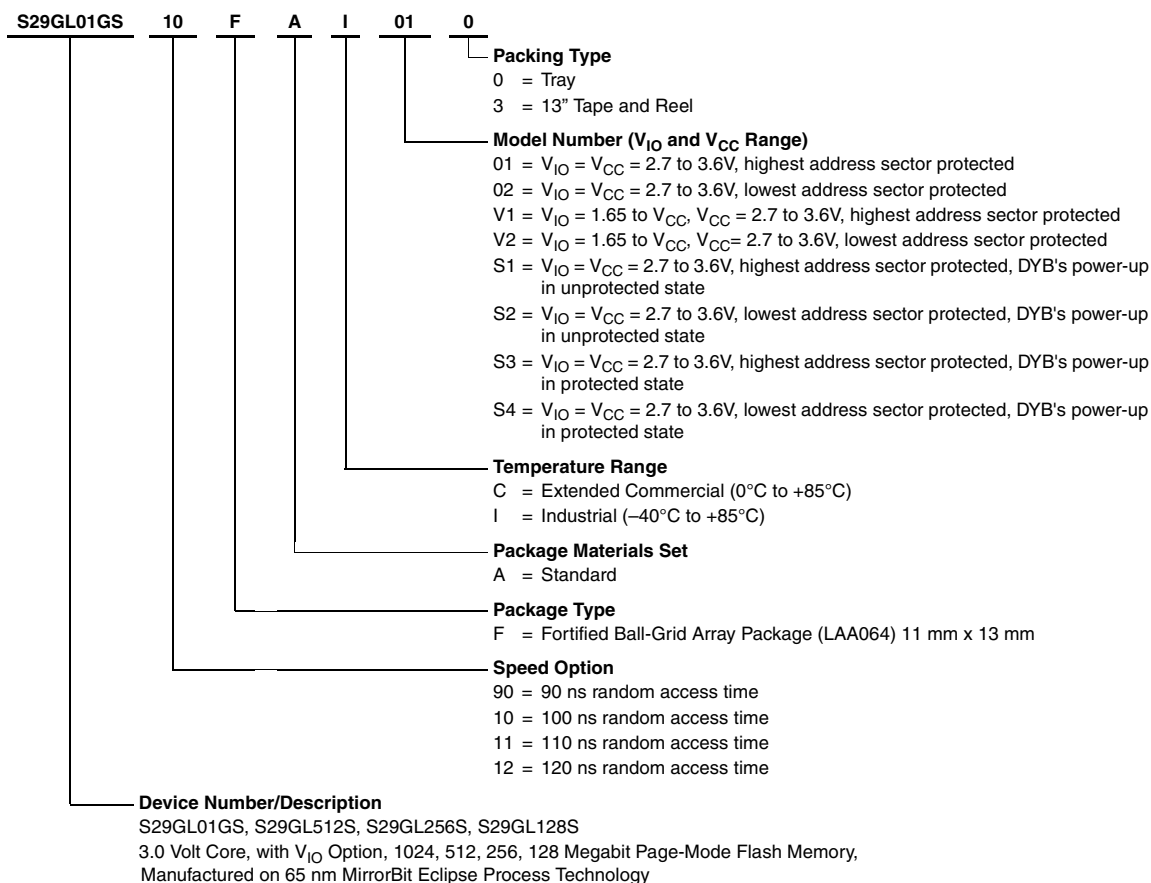 S29GL01GS 10 F A I 01 0
Packing Type
0 = Tray
3 = 13” Tape and Reel
Model Number (VIO and VCC Range)
01 = VIO = VCC = 2.7 to 3.6V, highest address sector protected
02 = VIO = VCC = 2.7 to 3.6V, lowest address sector protected
V1 = VIO = 1.65 to VCC, VCC = 2.7 to 3.6V, highest address sector protected
V2 = VIO = 1.65 to VCC, VCC= 2.7 to 3.6V, lowest address sector protected
S1 = VIO = VCC = 2.7 to 3.6V, highest address sector protected, DYB's power-up
in unprotected state
S2 = VIO = VCC = 2.7 to 3.6V, lowest address sector protected, DYB's power-up
in unprotected state
S3 = VIO = VCC = 2.7 to 3.6V, highest address sector protected, DYB's power-up
in protected state
S4 = VIO = VCC = 2.7 to 3.6V, lowest address sector protected, DYB's power-up
in protected state
Temperature Range
C = Extended Commercial (0°C to +85°C)
I = Industrial (–40°C to +85°C)
Package Materials Set
A = Standard
Package Type
F = Fortified Ball-Grid Array Package (LAA064) 11 mm x 13 mm
Speed Option
90 = 90 ns random access time
10 = 100 ns random access time
11 = 110 ns random access time
12 = 120 ns random access time
Device Number/Description
S29GL01GS, S29GL512S, S29GL256S, S29GL128S
3.0 Volt Core, with VIO Option, 1024, 512, 256, 128 Megabit Page-Mode Flash Memory,
Manufactured on 65 nm MirrorBit Eclipse Process Technology